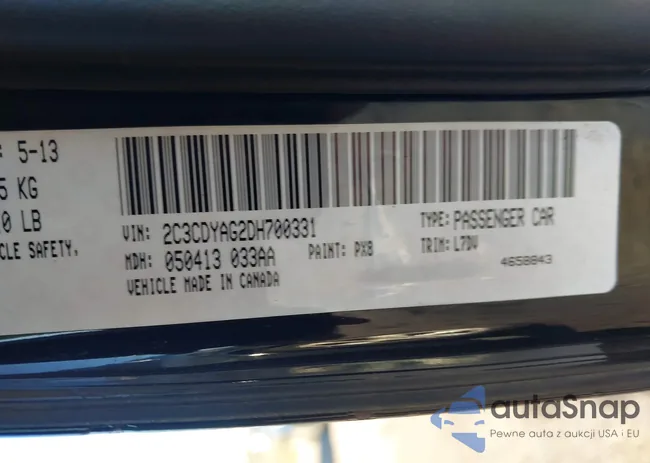 : 5-13
5 KG
0 LB
CLE SAFETY,
VIN: 2C3CDYAG2DH700331
TYPE: PASSENGER CAR
MDH: 050413 033AA
PAINT: PX8
TRIM: L7DV
VEHICLE MADE IN CANADA
4658843
autoSnap
Pewne auta z aukcji USA i EU